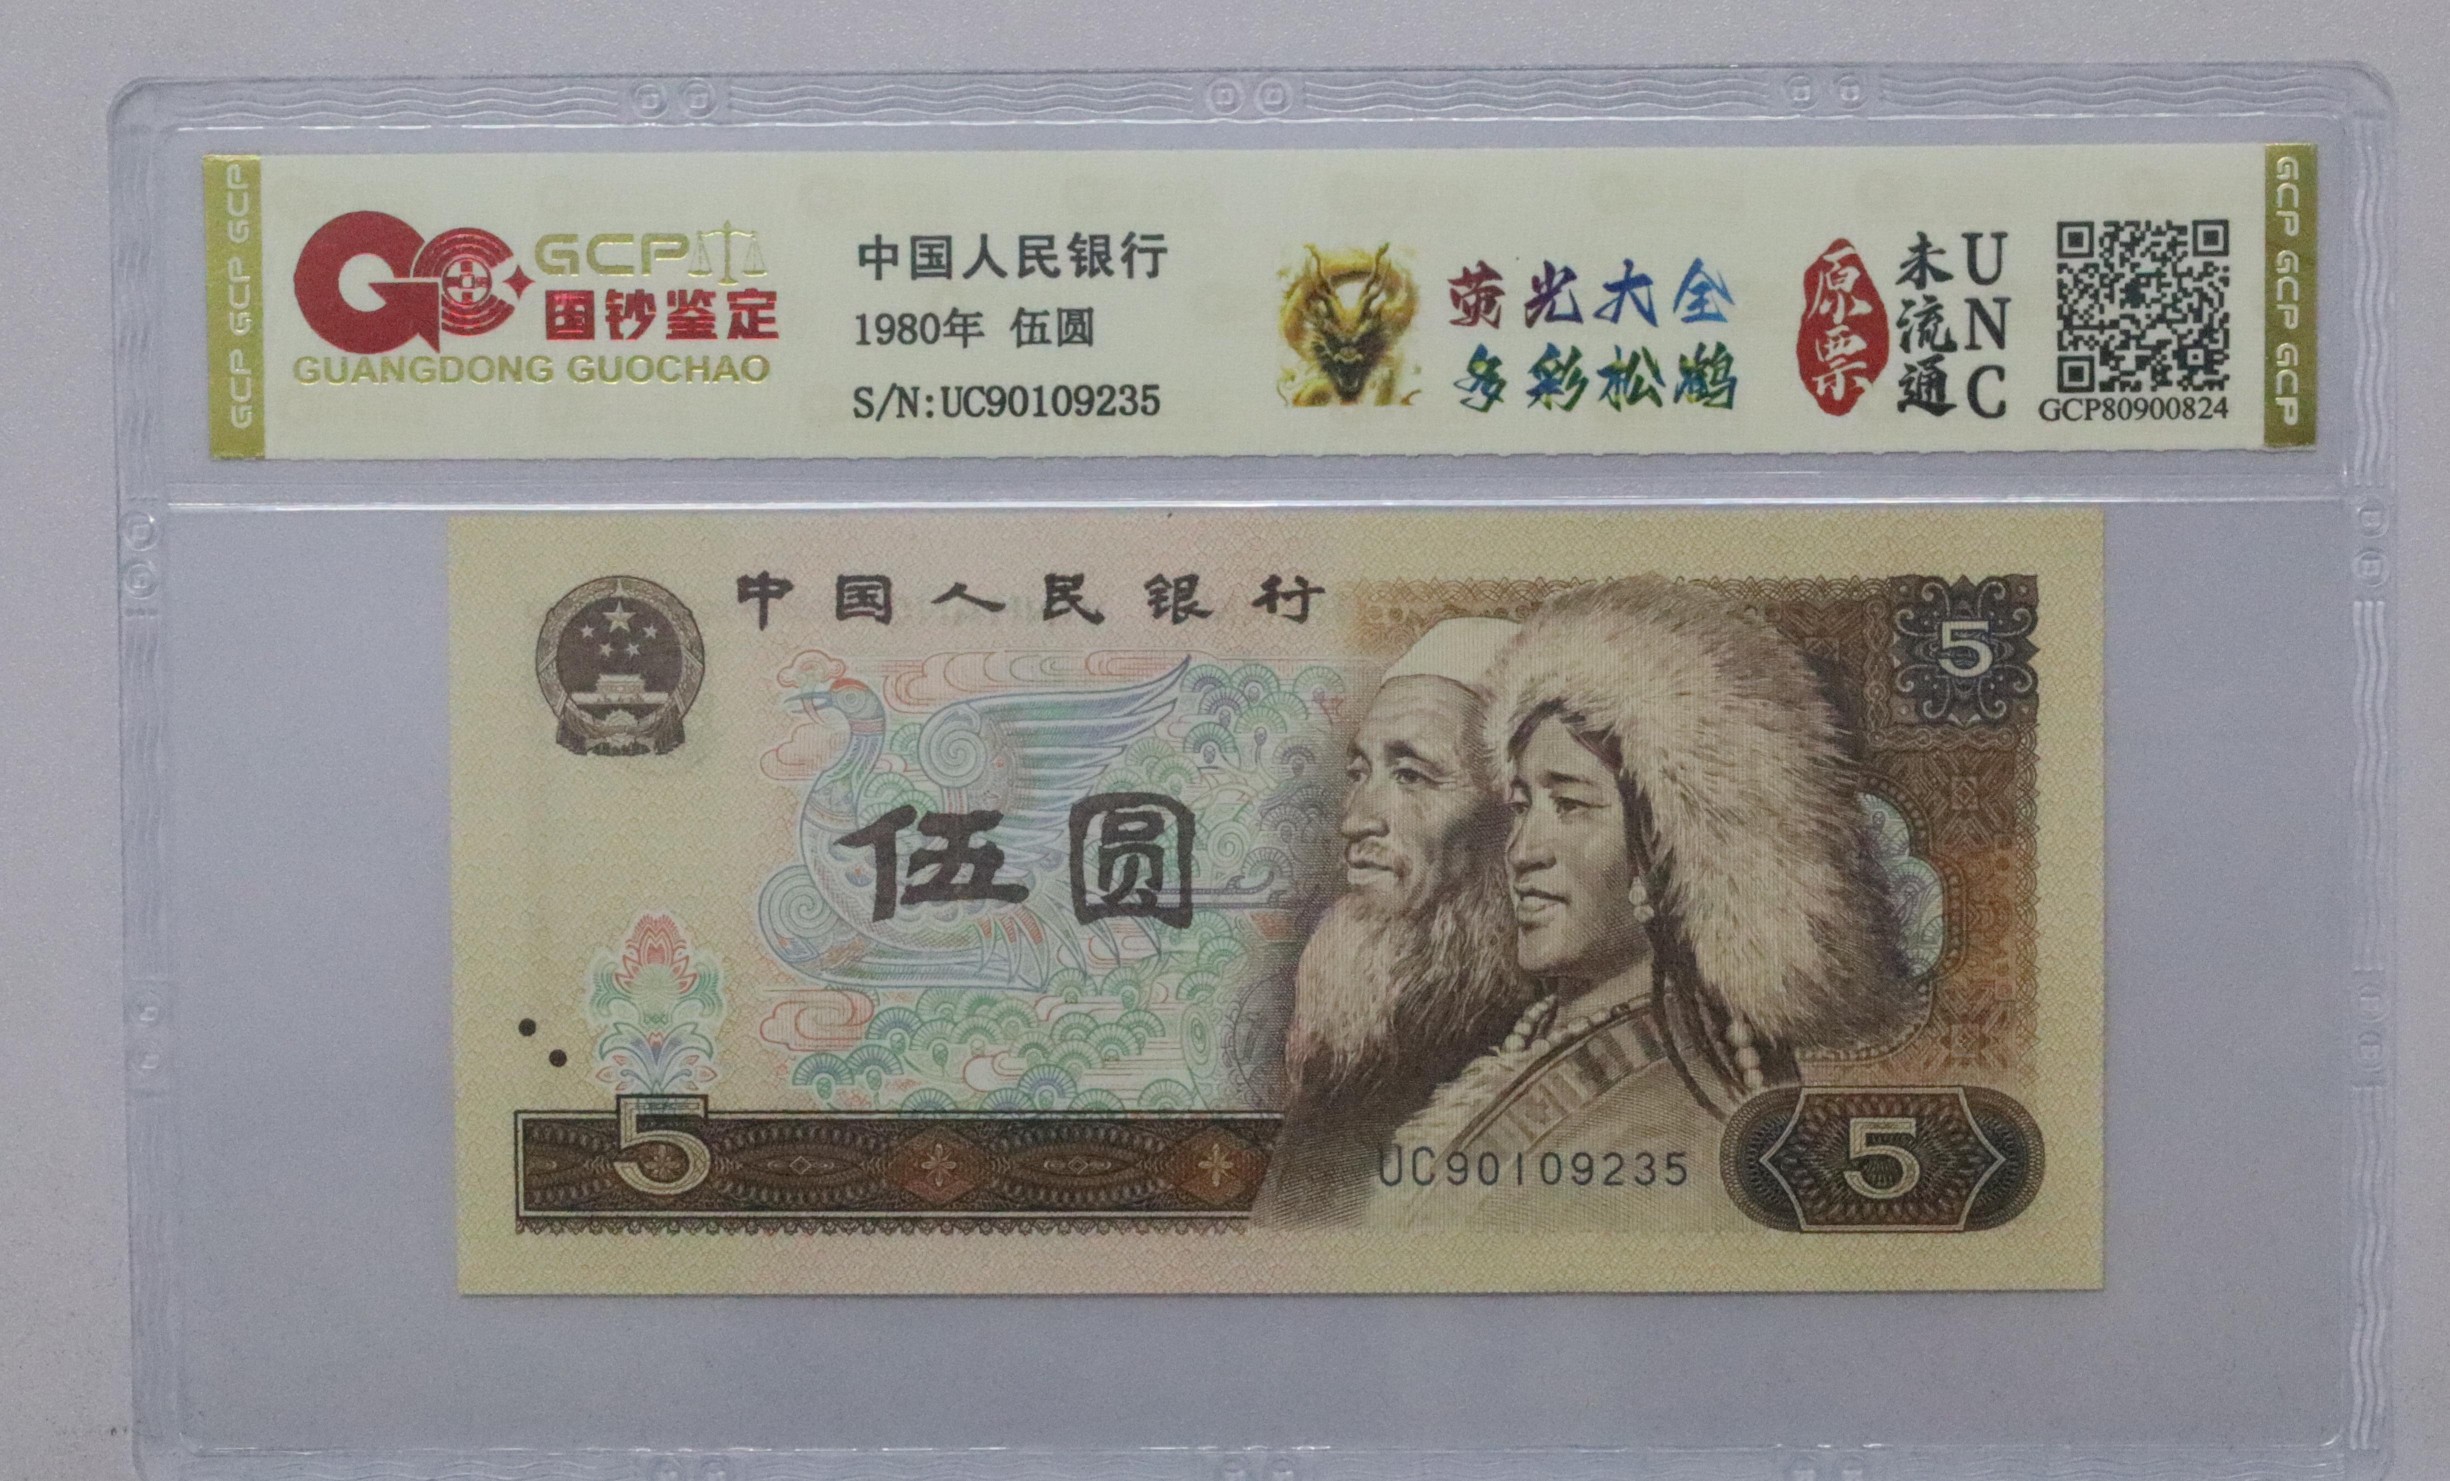 GCP GCP GCP
GCP
国钞鉴定
GUANGDONG GUOCHAO
中国人民银行
1980年 伍圆
S/N:UC90109235
荧光大全
多彩松鹤
原票
未流通
UNC
GCP80900824
GCP GCP GCP
中国人民银行
伍圆
5
5
UC90109235
5